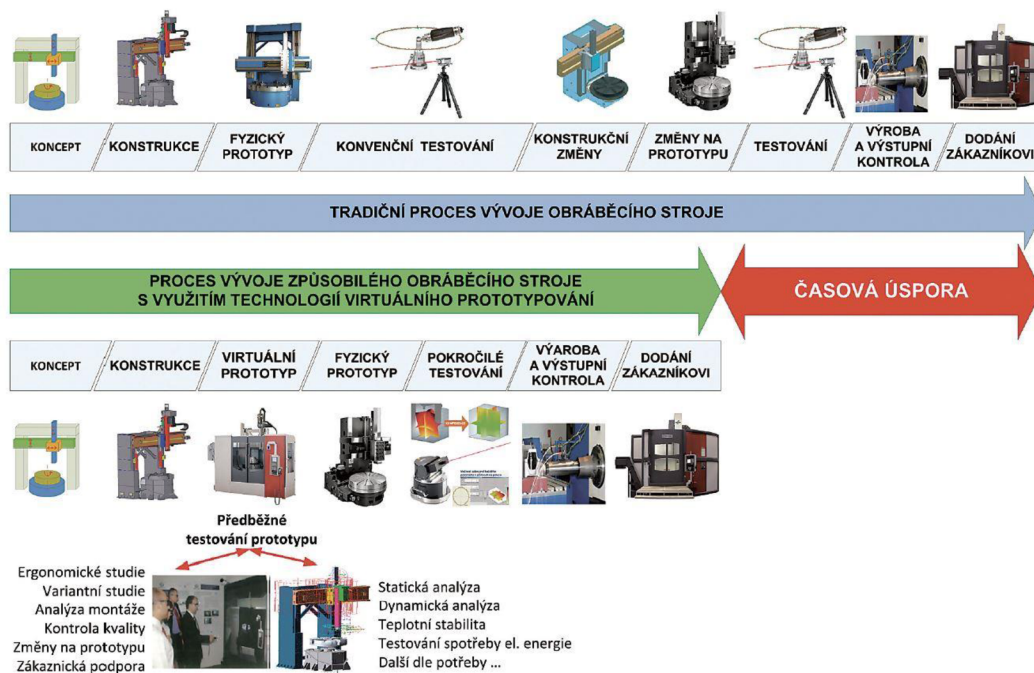 KONCEPT
KONSTRUKCE
FYZICKÝ
PROTOTYP
KONVENČNÍ TESTOVÁNÍ
KONSTRUKČNÍ
ZMĚNY
ZMĚNY NA
PROTOTYPU
TESTOVÁNÍ
VÝROBA
A VÝSTUPNÍ
KONTROLA
DODÁNÍ
ZÁKAZNÍKOVI
TRADIČNÍ PROCES VÝVOJE OBRÁBĚCÍHO STROJE
PROCES VÝVOJE ZPŮSOBILÉHO OBRÁBĚCÍHO STROJE
S VYUŽITÍM TECHNOLOGIÍ VIRTUÁLNÍHO PROTOTYPOVÁNÍ
ČASOVÁ ÚSPORA
KONCEPT
KONSTRUKCE
VIRTUÁLNÍ
PROTOTYP
FYZICKÝ
PROTOTYP
POKROČILÉ
TESTOVÁNÍ
VÝAROBA
A VÝSTUPNÍ
KONTROLA
DODÁNÍ
ZÁKAZNÍKOVI
Předběžné
testování prototypu
Ergonomické studie
Variantní studie
Analýza montáže
Kontrola kvality
Změny na prototypu
Zákaznická podpora
Statická analýza
Dynamická analýza
Teplotní stabilita
Testování spotřeby el. energie
Další dle potřeby ...